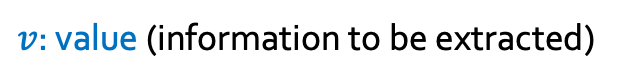 v: value (information to be extracted)